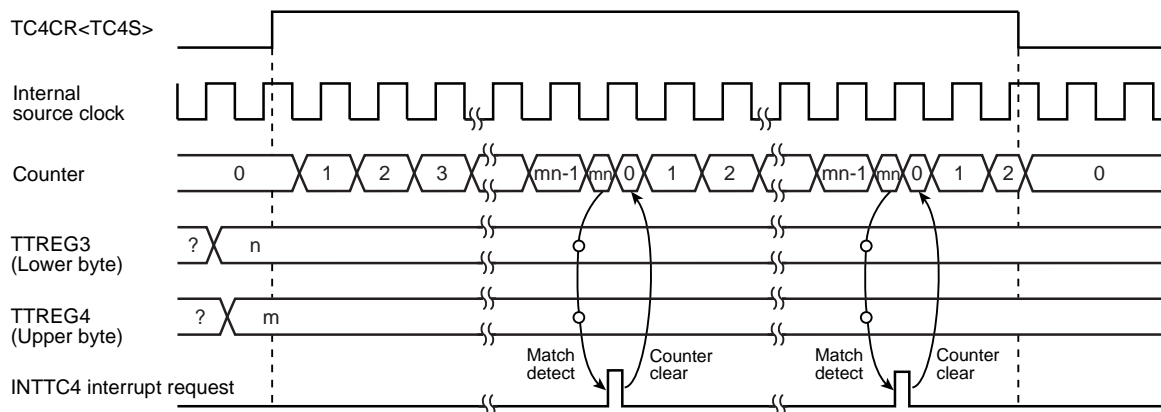 TC4CR<TC4S>
Internal
source clock
Counter
0 1 2 3 mn-1 mn 0 1 2 mn-1 mn 0 1 2 0
TTREG3
(Lower byte)
? n
TTREG4
(Upper byte)
? m
Match
detect
Counter
clear
Match
detect
Counter
clear
INTTC4 interrupt request